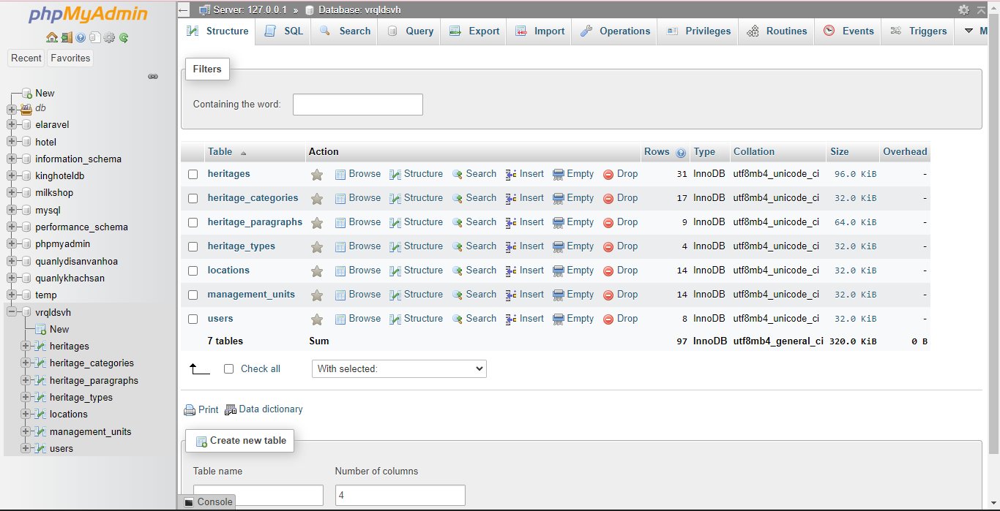 phpMyAdmin
Recent Favorites
New
db
elaravel
hotel
information_schema
kinghoteldb
milkshop
mysql
performance_schema
phpmyadmin
quanlydisanvanhoa
quanlykhachsan
temp
vrqldsvh
New
heritages
heritage_categories
heritage_paragraphs
heritage_types
locations
management_units
users
Server: 127.0.0.1 » Database: vrqldsvh
Structure SQL Search Query Export Import Operations Privileges Routines Events Triggers M
Filters
Containing the word:
Table Action Rows Type Collation Size Overhead
heritages Browse Structure Search Insert Empty Drop 31 InnoDB utf8mb4_unicode_ci 96.0 KiB -
heritage_categories Browse Structure Search Insert Empty Drop 17 InnoDB utf8mb4_unicode_ci 32.0 KiB -
heritage_paragraphs Browse Structure Search Insert Empty Drop 9 InnoDB utf8mb4_unicode_ci 64.0 KiB -
heritage_types Browse Structure Search Insert Empty Drop 4 InnoDB utf8mb4_unicode_ci 32.0 KiB -
locations Browse Structure Search Insert Empty Drop 14 InnoDB utf8mb4_unicode_ci 32.0 KiB -
management_units Browse Structure Search Insert Empty Drop 14 InnoDB utf8mb4_unicode_ci 32.0 KiB -
users Browse Structure Search Insert Empty Drop 8 InnoDB utf8mb4_unicode_ci 32.0 KiB -
7 tables Sum 97 InnoDB utf8mb4_general_ci 320.0 KiB 0 B
Check all With selected:
Print Data dictionary
Create new table
Table name Number of columns
4
Console